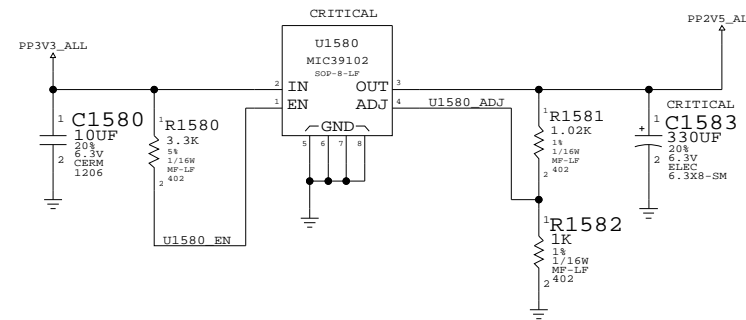 CRITICAL
PP3V3_ALL
PP2V5_AL
U1580
MIC39102
SOP-8-LF
2 IN
OUT 3
1 EN
ADJ 4
U1580_ADJ
GND
5 6 7 8
1 C1580
10UF
20%
6.3V
2 CERM
1206
1 R1580
3.3K
5%
1/16W
MF-LF
2 402
U1580_EN
1 R1581
1.02K
1%
1/16W
MF-LF
2 402
CRITICAL
1 C1583
330UF
20%
2 6.3V
ELEC
6.3X8-SM
+
1 R1582
1K
1%
1/16W
MF-LF
2 402